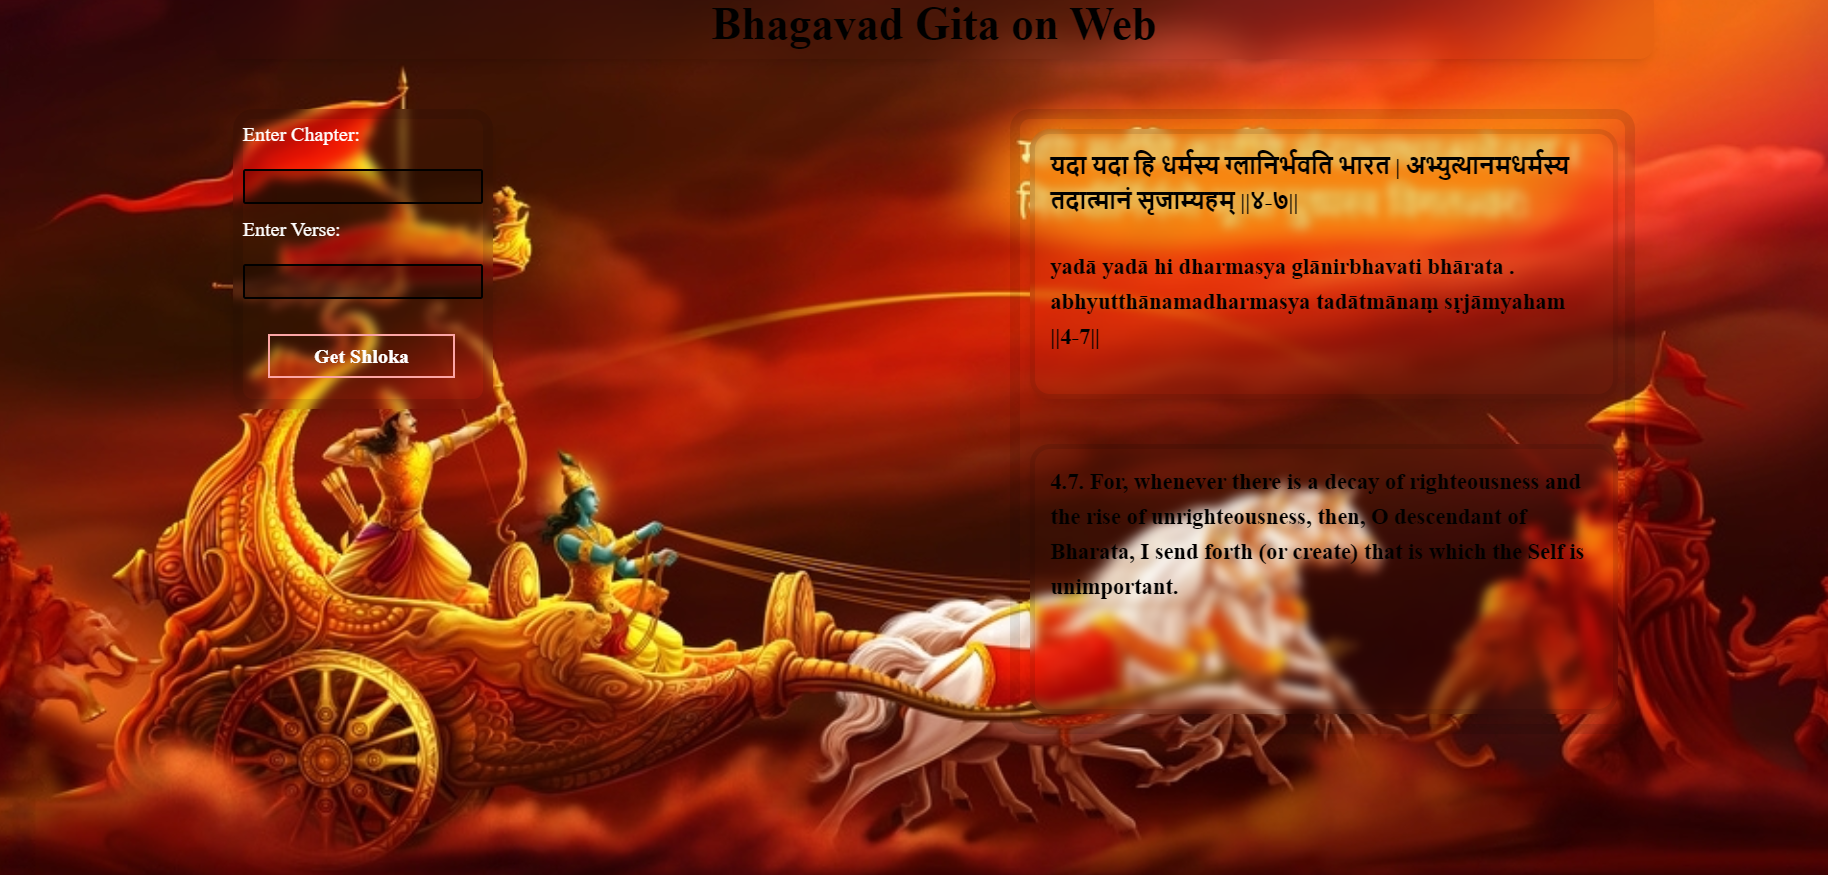 Bhagavad Gita on Web
Enter Chapter:
Enter Verse:
Get Shloka
यदा यदा हि धर्मस्य ग्लानिर्भवति भारत | अभ्युत्थानमधर्मस्य
तदात्मानं सृजाम्यहम् ||४-७||
yadā yadā hi dharmasya glānirbhavati bhārata .
abhyutthānamadharmasya tadātmānaṃ sṛjāmyaham
||4-7||
4.7. For, whenever there is a decay of righteousness and
the rise of unrighteousness, then, O descendant of
Bharata, I send forth (or create) that is which the Self is
unimportant.